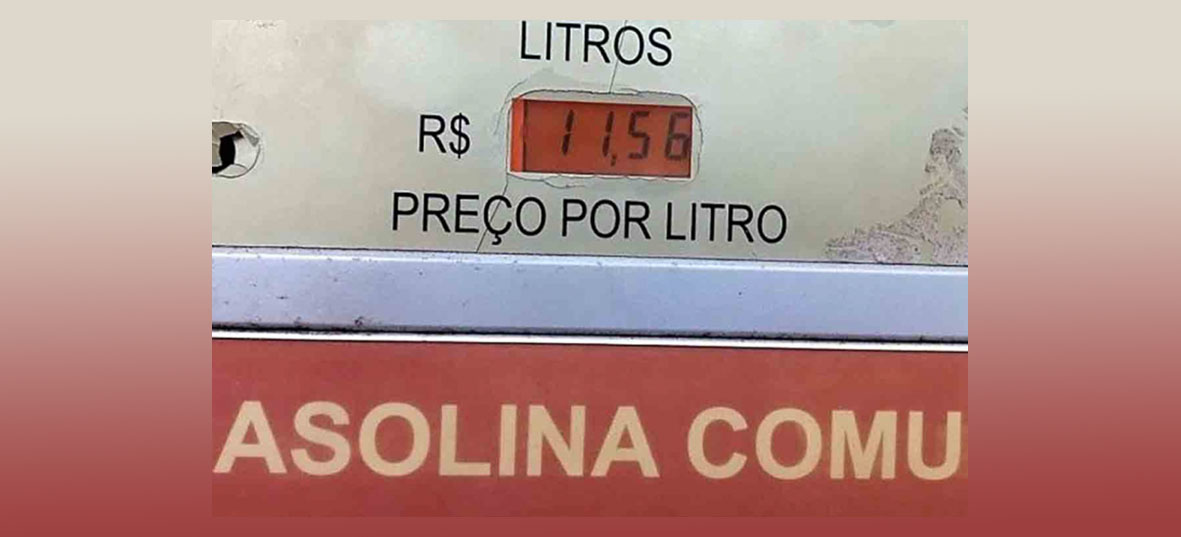 LITROS
R$ 11,56
PREÇO POR LITRO
ASOLINA COMU